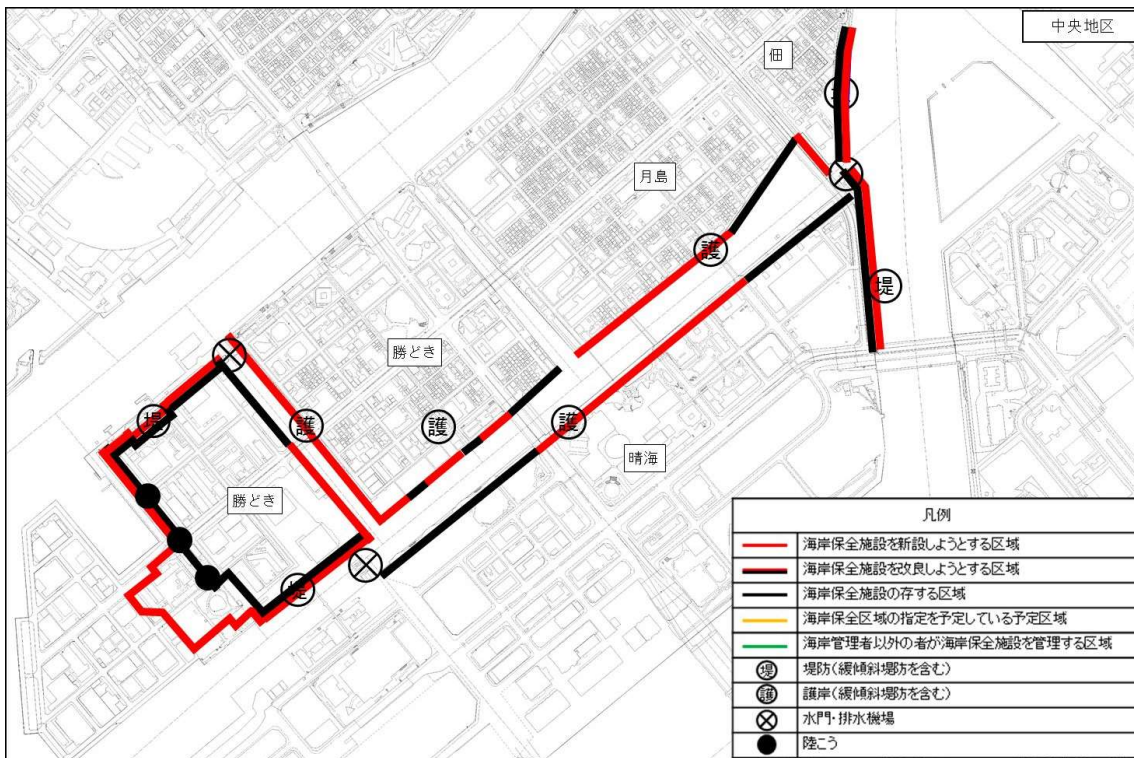 中央地区
佃
堤
月島
護
堤
勝どき
堤
護
護
護
晴海
勝どき
堤
凡例
海岸保全施設を新設しようとする区域
海岸保全施設を改良しようとする区域
海岸保全施設の存する区域
海岸保全区域の指定を予定している予定区域
海岸管理者以外の者が海岸保全施設を管理する区域
堤 堤防(緩傾斜堤防を含む)
護 護岸(緩傾斜堤防を含む)
水門・排水機場
陸こう